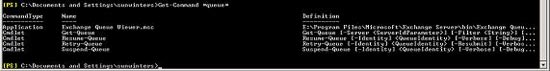 [PS] C:\Documents and Settings\sunwinters>Get-Command *queue*
CommandType Name Definition
Application Exchange Queue Viewer.msc E:\Program Files\Microsoft\Exchange Server\bin\Exchange Queu...
Cmdlet Get-Queue Get-Queue [-Server <ServerIdParameter>] [-Filter <String>] [...
Cmdlet Resume-Queue Resume-Queue [-Identity] <QueueIdentity> [-Verbose] [-Debug]...
Cmdlet Retry-Queue Retry-Queue [-Identity] <QueueIdentity> [-Resubmit
Cmdlet Suspend-Queue Suspend-Queue [-Identity] <QueueIdentity> [-Verbose] [-Debug...
[PS] C:\Documents and Settings\sunwinters>_